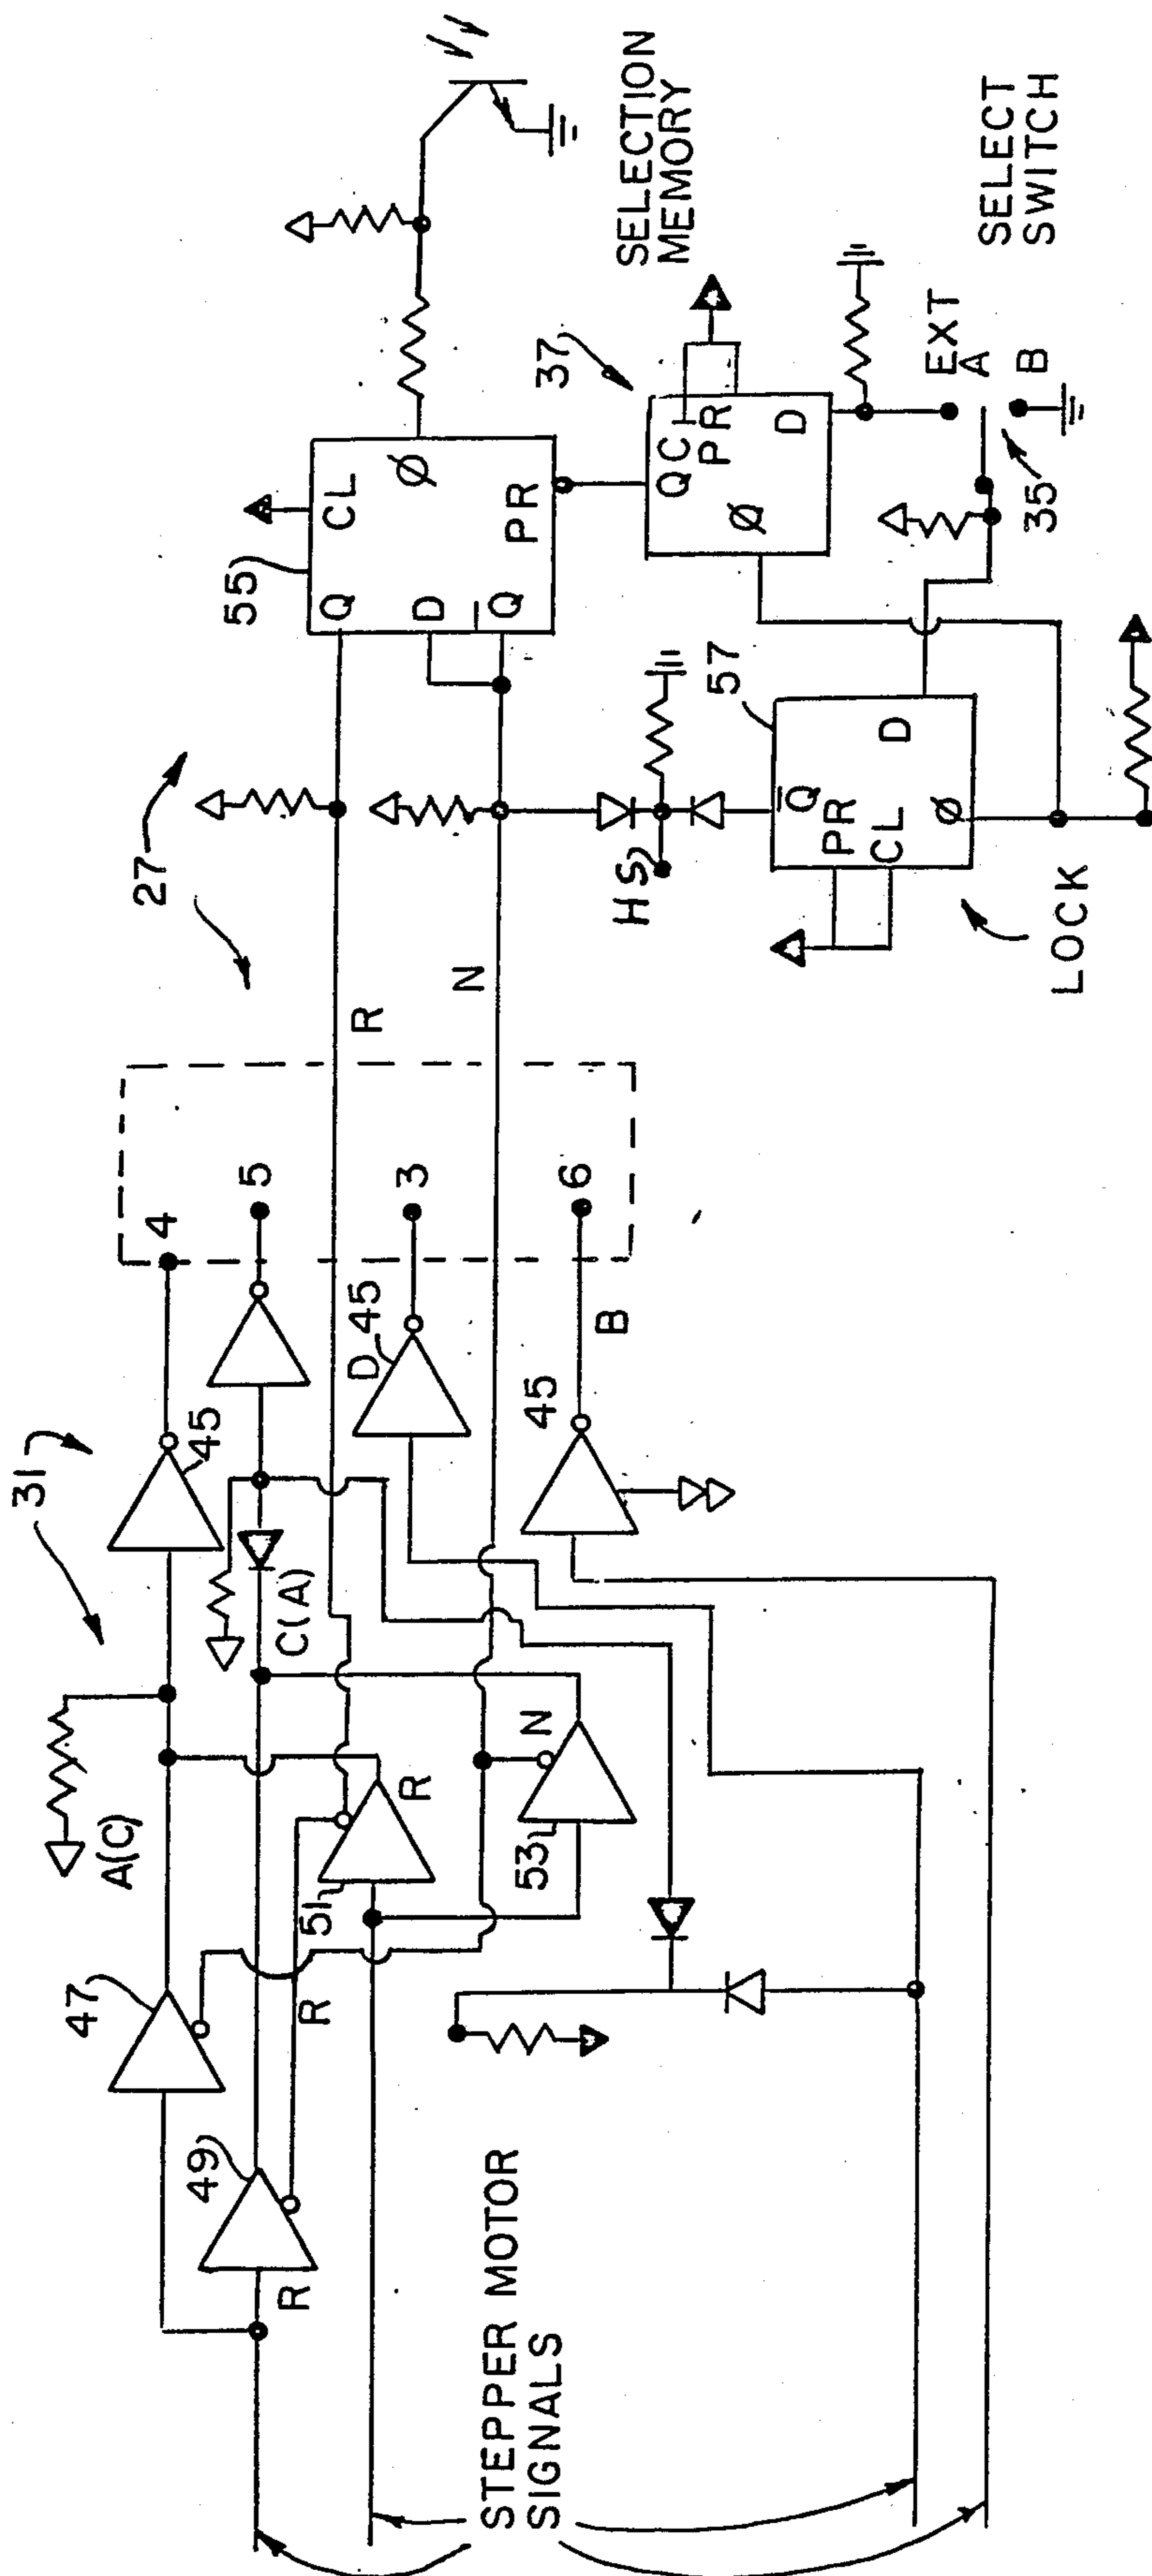 31
27
A(C)
47
49
R
R
51
R
53
N
C(A)
45
4
5
D
45
3
45
B
6
R
N
STEPPER MOTOR
SIGNALS
55
Q
CL
Ø
D
Q
PR
HS
57
Q
PR
CL
D
Ø
LOCK
37
Q
C
PR
Ø
D
SELECTION
MEMORY
EXT
A
B
35
SELECT
SWITCH